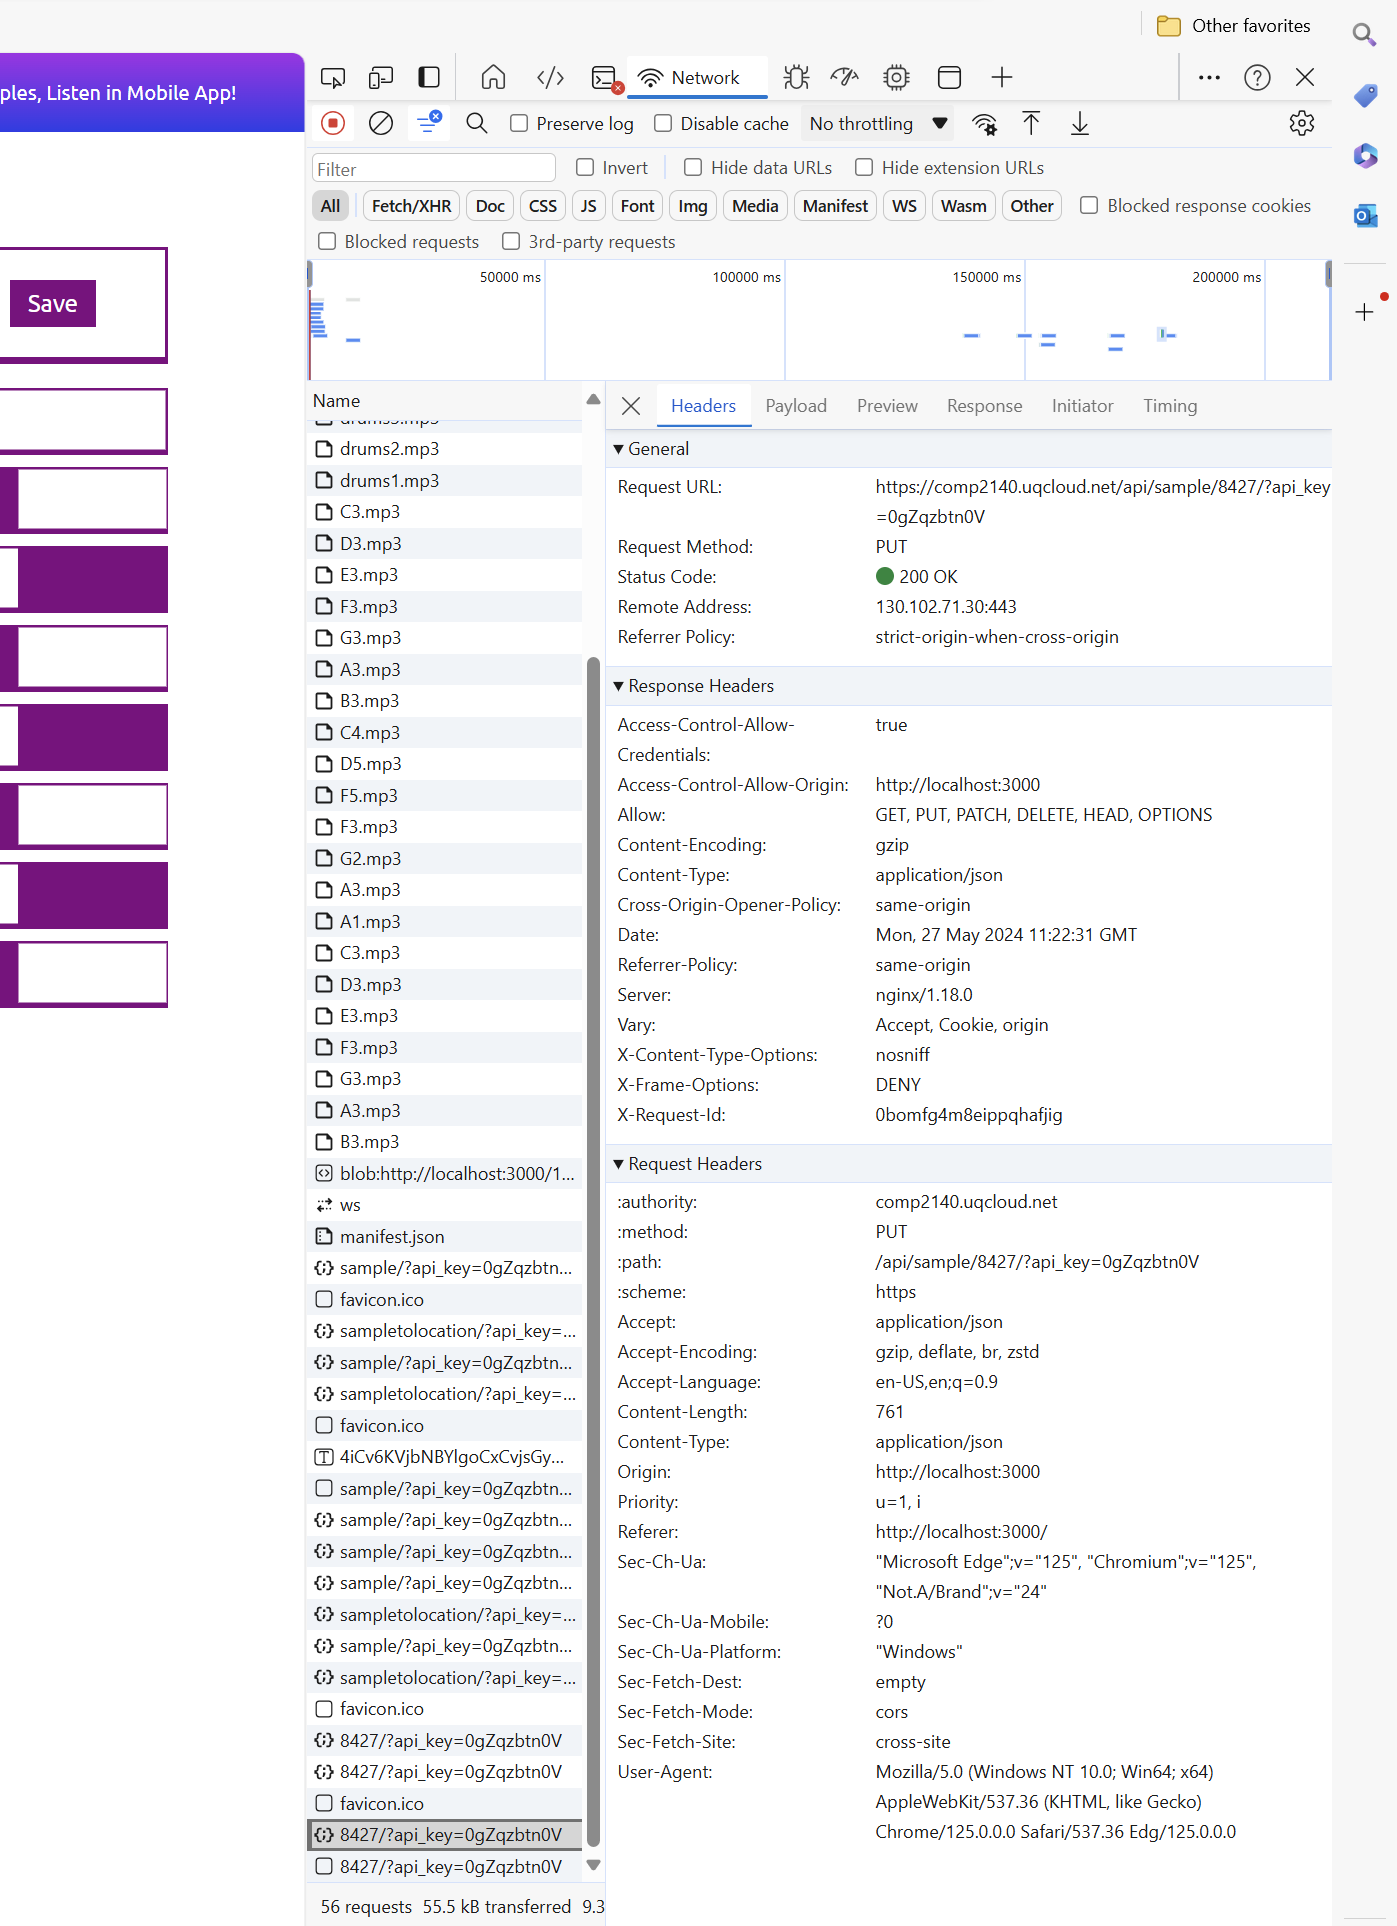 Other favorites
ples, Listen in Mobile App!
Network
Preserve log
Disable cache
No throttling
Filter
Invert
Hide data URLs
Hide extension URLs
All
Fetch/XHR
Doc
CSS
JS
Font
Img
Media
Manifest
WS
Wasm
Other
Blocked response cookies
Blocked requests
3rd-party requests
50000 ms
100000 ms
150000 ms
200000 ms
Save
Name
drums3.mp3
drums2.mp3
drums1.mp3
C3.mp3
D3.mp3
E3.mp3
F3.mp3
G3.mp3
A3.mp3
B3.mp3
C4.mp3
D5.mp3
F5.mp3
F3.mp3
G2.mp3
A3.mp3
A1.mp3
C3.mp3
D3.mp3
E3.mp3
F3.mp3
G3.mp3
A3.mp3
B3.mp3
blob:http://localhost:3000/1...
ws
manifest.json
sample/?api_key=0gZqzbtn...
favicon.ico
sampletolocation/?api_key=...
sample/?api_key=0gZqzbtn...
sampletolocation/?api_key=...
favicon.ico
4iCv6KVjbNBYlgoCxCvjsGy...
sample/?api_key=0gZqzbtn...
sample/?api_key=0gZqzbtn...
sample/?api_key=0gZqzbtn...
sample/?api_key=0gZqzbtn...
sampletolocation/?api_key=...
sample/?api_key=0gZqzbtn...
sampletolocation/?api_key=...
favicon.ico
8427/?api_key=0gZqzbtn0V
8427/?api_key=0gZqzbtn0V
favicon.ico
8427/?api_key=0gZqzbtn0V
8427/?api_key=0gZqzbtn0V
56 requests 55.5 kB transferred 9.3
Headers
Payload
Preview
Response
Initiator
Timing
General
Request URL: https://comp2140.uqcloud.net/api/sample/8427/?api_key
=0gZqzbtn0V
Request Method: PUT
Status Code: 200 OK
Remote Address: 130.102.71.30:443
Referrer Policy: strict-origin-when-cross-origin
Response Headers
Access-Control-Allow- true
Credentials:
Access-Control-Allow-Origin: http://localhost:3000
Allow: GET, PUT, PATCH, DELETE, HEAD, OPTIONS
Content-Encoding: gzip
Content-Type: application/json
Cross-Origin-Opener-Policy: same-origin
Date: Mon, 27 May 2024 11:22:31 GMT
Referrer-Policy: same-origin
Server: nginx/1.18.0
Vary: Accept, Cookie, origin
X-Content-Type-Options: nosniff
X-Frame-Options: DENY
X-Request-Id: 0bomfg4m8eippqhafjig
Request Headers
:authority: comp2140.uqcloud.net
:method: PUT
:path: /api/sample/8427/?api_key=0gZqzbtn0V
:scheme: https
Accept: application/json
Accept-Encoding: gzip, deflate, br, zstd
Accept-Language: en-US,en;q=0.9
Content-Length: 761
Content-Type: application/json
Origin: http://localhost:3000
Priority: u=1, i
Referer: http://localhost:3000/
Sec-Ch-Ua: "Microsoft Edge";v="125", "Chromium";v="125",
"Not.A/Brand";v="24"
Sec-Ch-Ua-Mobile: ?0
Sec-Ch-Ua-Platform: "Windows"
Sec-Fetch-Dest: empty
Sec-Fetch-Mode: cors
Sec-Fetch-Site: cross-site
User-Agent: Mozilla/5.0 (Windows NT 10.0; Win64; x64)
AppleWebKit/537.36 (KHTML, like Gecko)
Chrome/125.0.0.0 Safari/537.36 Edg/125.0.0.0